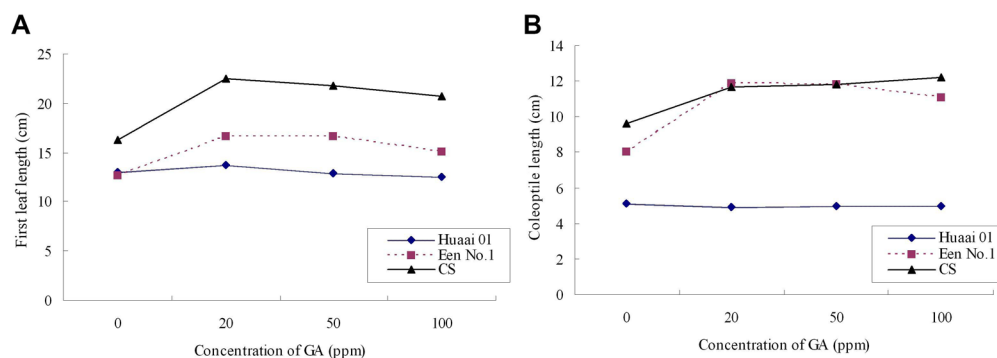 A
First leaf length (cm)
25
20
15
10
5
0
0 20 50 100
Concentration of GA (ppm)
Huaai 01
Een No.1
CS
B
Coleoptile length (cm)
14
12
10
8
6
4
2
0
0 20 50 100
Concentration of GA (ppm)
Huaai 01
Een No.1
CS